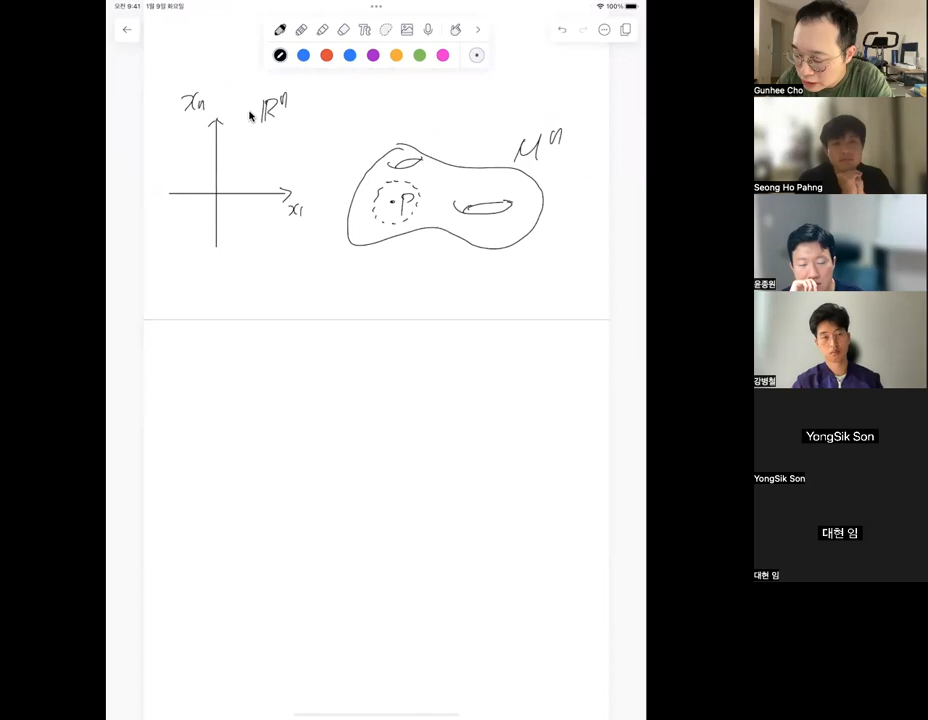 오전 9:41 1월 9일 화요일
100%
xn
ℝⁿ
x₁
Mⁿ
P
Gunhee Cho
Seong Ho Pahng
윤종원
강병철
YongSik Son
YongSik Son
대현 임
대현 임